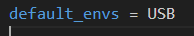 default_envs = USB